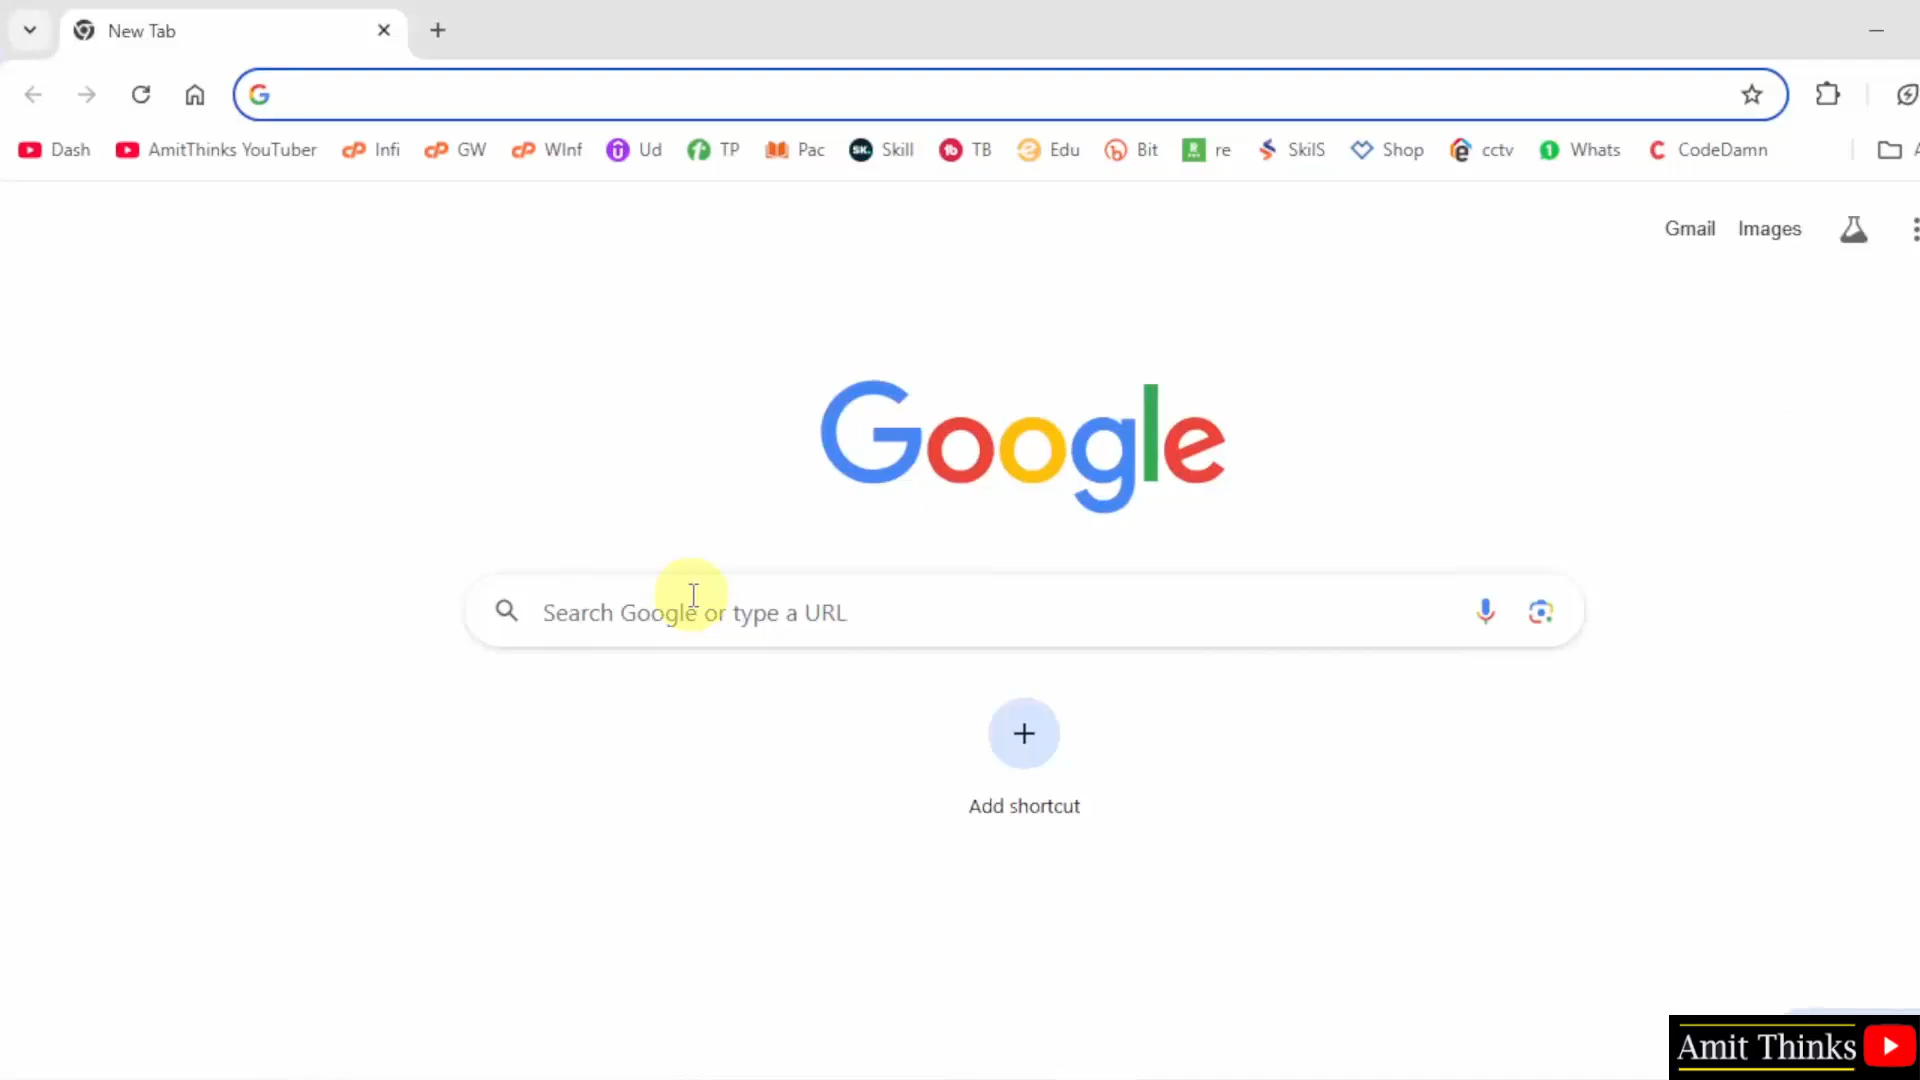 New Tab
Dash AmitThinks YouTuber Infi GW WInf Ud TP Pac Skill TB Edu Bit re SkilS Shop cctv Whats CodeDamn
Gmail Images
Google
Search Google or type a URL
Add shortcut
Amit Thinks